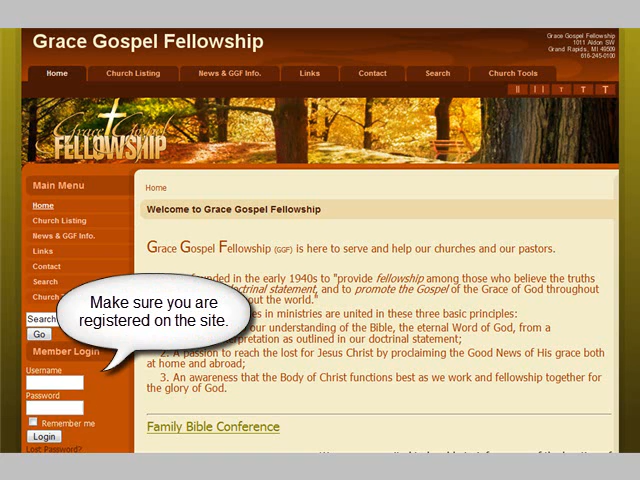 Grace Gospel Fellowship
Grace Gospel Fellowship
1011 Aldon SW
Grand Rapids, MI 49509
616-245-0100
Home Church Listing News & GGF Info. Links Contact Search Church Tools
T T T
Grace Gospel
FELLOWSHIP
Main Menu
Home
Church Listing
News & GGF Info.
Links
Contact
Search
Church
Search
Go
Member Login
Username
Password
Remember me
Login
Lost Password?
Make sure you are
registered on the site.
Home
Welcome to Grace Gospel Fellowship
Grace Gospel Fellowship (GGF) is here to serve and help our churches and our pastors.
founded in the early 1940s to "provide fellowship among those who believe the truths
doctrinal statement, and to promote the Gospel of the Grace of God throughout
out the world."
es in ministries are united in these three basic principles:
our understanding of the Bible, the eternal Word of God, from a
pretation as outlined in our doctrinal statement;
2. A passion to reach the lost for Jesus Christ by proclaiming the Good News of His grace both
at home and abroad;
3. An awareness that the Body of Christ functions best as we work and fellowship together for
the glory of God.
Family Bible Conference